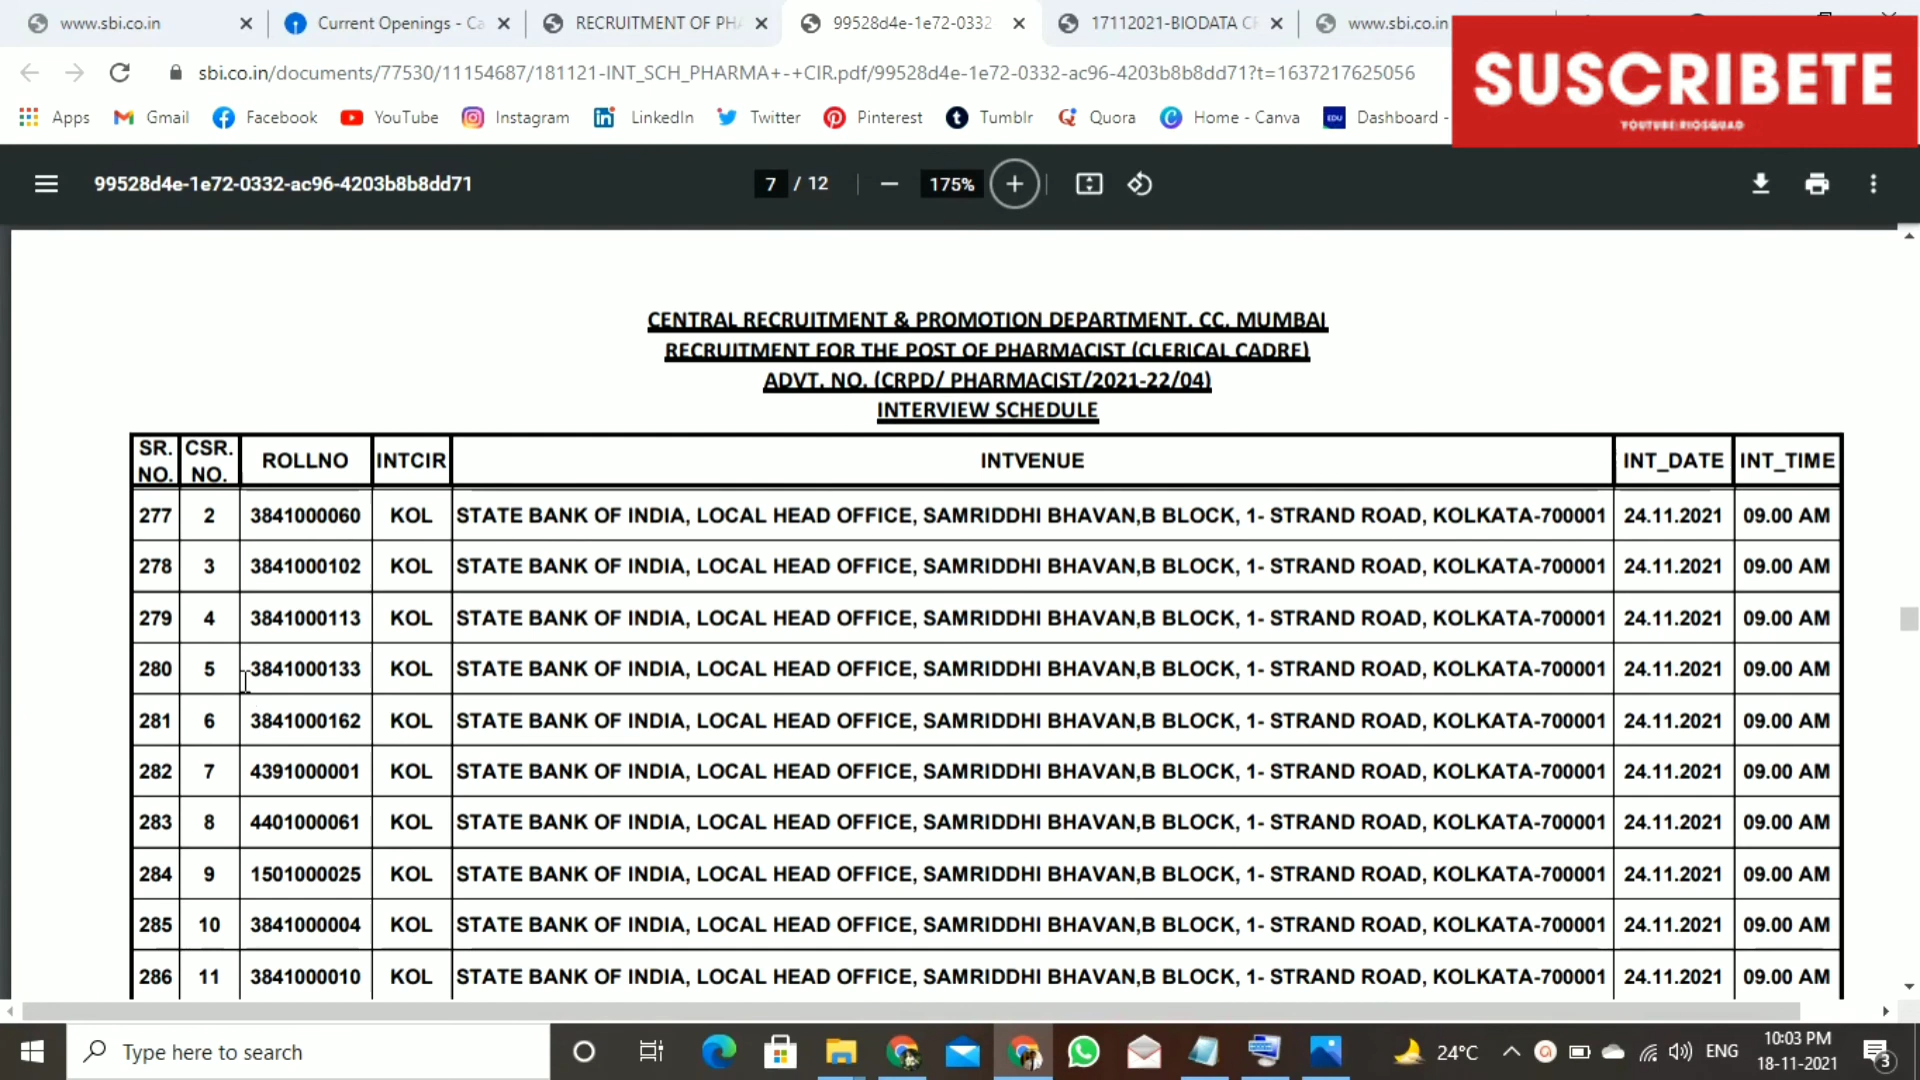 www.sbi.co.in
Current Openings - Ca
RECRUITMENT OF PHA
99528d4e-1e72-0332
17112021-BIODATA CE
www.sbi.co.in
SUSCRIBETE
YOUTUBE:RIOSQUAD
sbi.co.in/documents/77530/11154687/181121-INT_SCH_PHARMA+-+CIR.pdf/99528d4e-1e72-0332-ac96-4203b8b8dd71?t=1637217625056
Apps Gmail Facebook YouTube Instagram LinkedIn Twitter Pinterest Tumblr Quora Home - Canva EDU Dashboard -
99528d4e-1e72-0332-ac96-4203b8b8dd71 7 / 12 175%
CENTRAL RECRUITMENT & PROMOTION DEPARTMENT, CC, MUMBAI
RECRUITMENT FOR THE POST OF PHARMACIST (CLERICAL CADRE)
ADVT. NO. (CRPD/ PHARMACIST/2021-22/04)
INTERVIEW SCHEDULE
SR. NO. CSR. NO. ROLLNO INTCIR INTVENUE INT_DATE INT_TIME
277 2 3841000060 KOL STATE BANK OF INDIA, LOCAL HEAD OFFICE, SAMRIDDHI BHAVAN,B BLOCK, 1- STRAND ROAD, KOLKATA-700001 24.11.2021 09.00 AM
278 3 3841000102 KOL STATE BANK OF INDIA, LOCAL HEAD OFFICE, SAMRIDDHI BHAVAN,B BLOCK, 1- STRAND ROAD, KOLKATA-700001 24.11.2021 09.00 AM
279 4 3841000113 KOL STATE BANK OF INDIA, LOCAL HEAD OFFICE, SAMRIDDHI BHAVAN,B BLOCK, 1- STRAND ROAD, KOLKATA-700001 24.11.2021 09.00 AM
280 5 3841000133 KOL STATE BANK OF INDIA, LOCAL HEAD OFFICE, SAMRIDDHI BHAVAN,B BLOCK, 1- STRAND ROAD, KOLKATA-700001 24.11.2021 09.00 AM
281 6 3841000162 KOL STATE BANK OF INDIA, LOCAL HEAD OFFICE, SAMRIDDHI BHAVAN,B BLOCK, 1- STRAND ROAD, KOLKATA-700001 24.11.2021 09.00 AM
282 7 4391000001 KOL STATE BANK OF INDIA, LOCAL HEAD OFFICE, SAMRIDDHI BHAVAN,B BLOCK, 1- STRAND ROAD, KOLKATA-700001 24.11.2021 09.00 AM
283 8 4401000061 KOL STATE BANK OF INDIA, LOCAL HEAD OFFICE, SAMRIDDHI BHAVAN,B BLOCK, 1- STRAND ROAD, KOLKATA-700001 24.11.2021 09.00 AM
284 9 1501000025 KOL STATE BANK OF INDIA, LOCAL HEAD OFFICE, SAMRIDDHI BHAVAN,B BLOCK, 1- STRAND ROAD, KOLKATA-700001 24.11.2021 09.00 AM
285 10 3841000004 KOL STATE BANK OF INDIA, LOCAL HEAD OFFICE, SAMRIDDHI BHAVAN,B BLOCK, 1- STRAND ROAD, KOLKATA-700001 24.11.2021 09.00 AM
286 11 3841000010 KOL STATE BANK OF INDIA, LOCAL HEAD OFFICE, SAMRIDDHI BHAVAN,B BLOCK, 1- STRAND ROAD, KOLKATA-700001 24.11.2021 09.00 AM
Type here to search
24°C
ENG
10:03 PM
18-11-2021
3